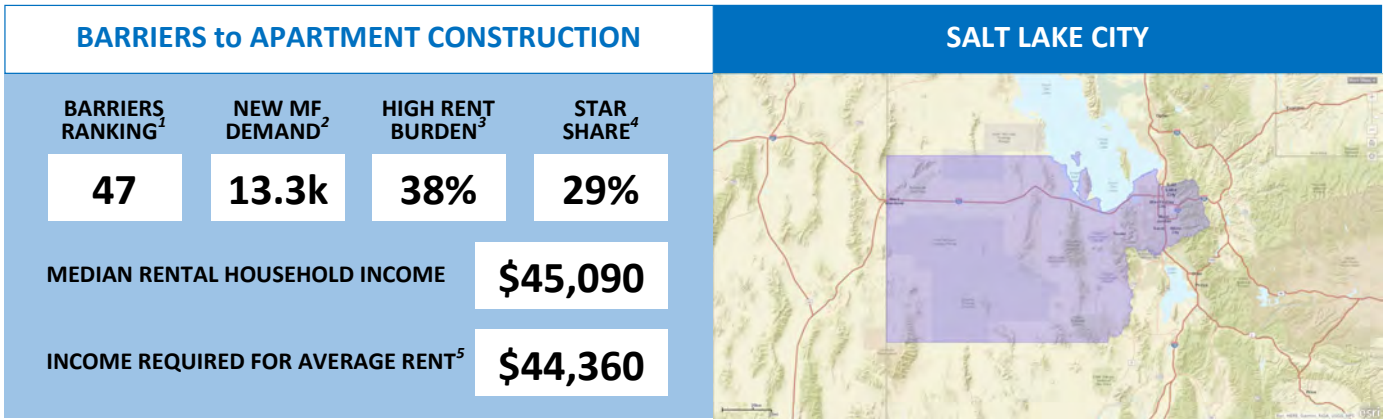 BARRIERS to APARTMENT CONSTRUCTION
SALT LAKE CITY
BARRIERS
RANKING1
NEW MF
DEMAND2
HIGH RENT
BURDEN3
STAR
SHARE4
47
13.3k
38%
29%
MEDIAN RENTAL HOUSEHOLD INCOME
$45,090
INCOME REQUIRED FOR AVERAGE RENT5
$44,360
esri